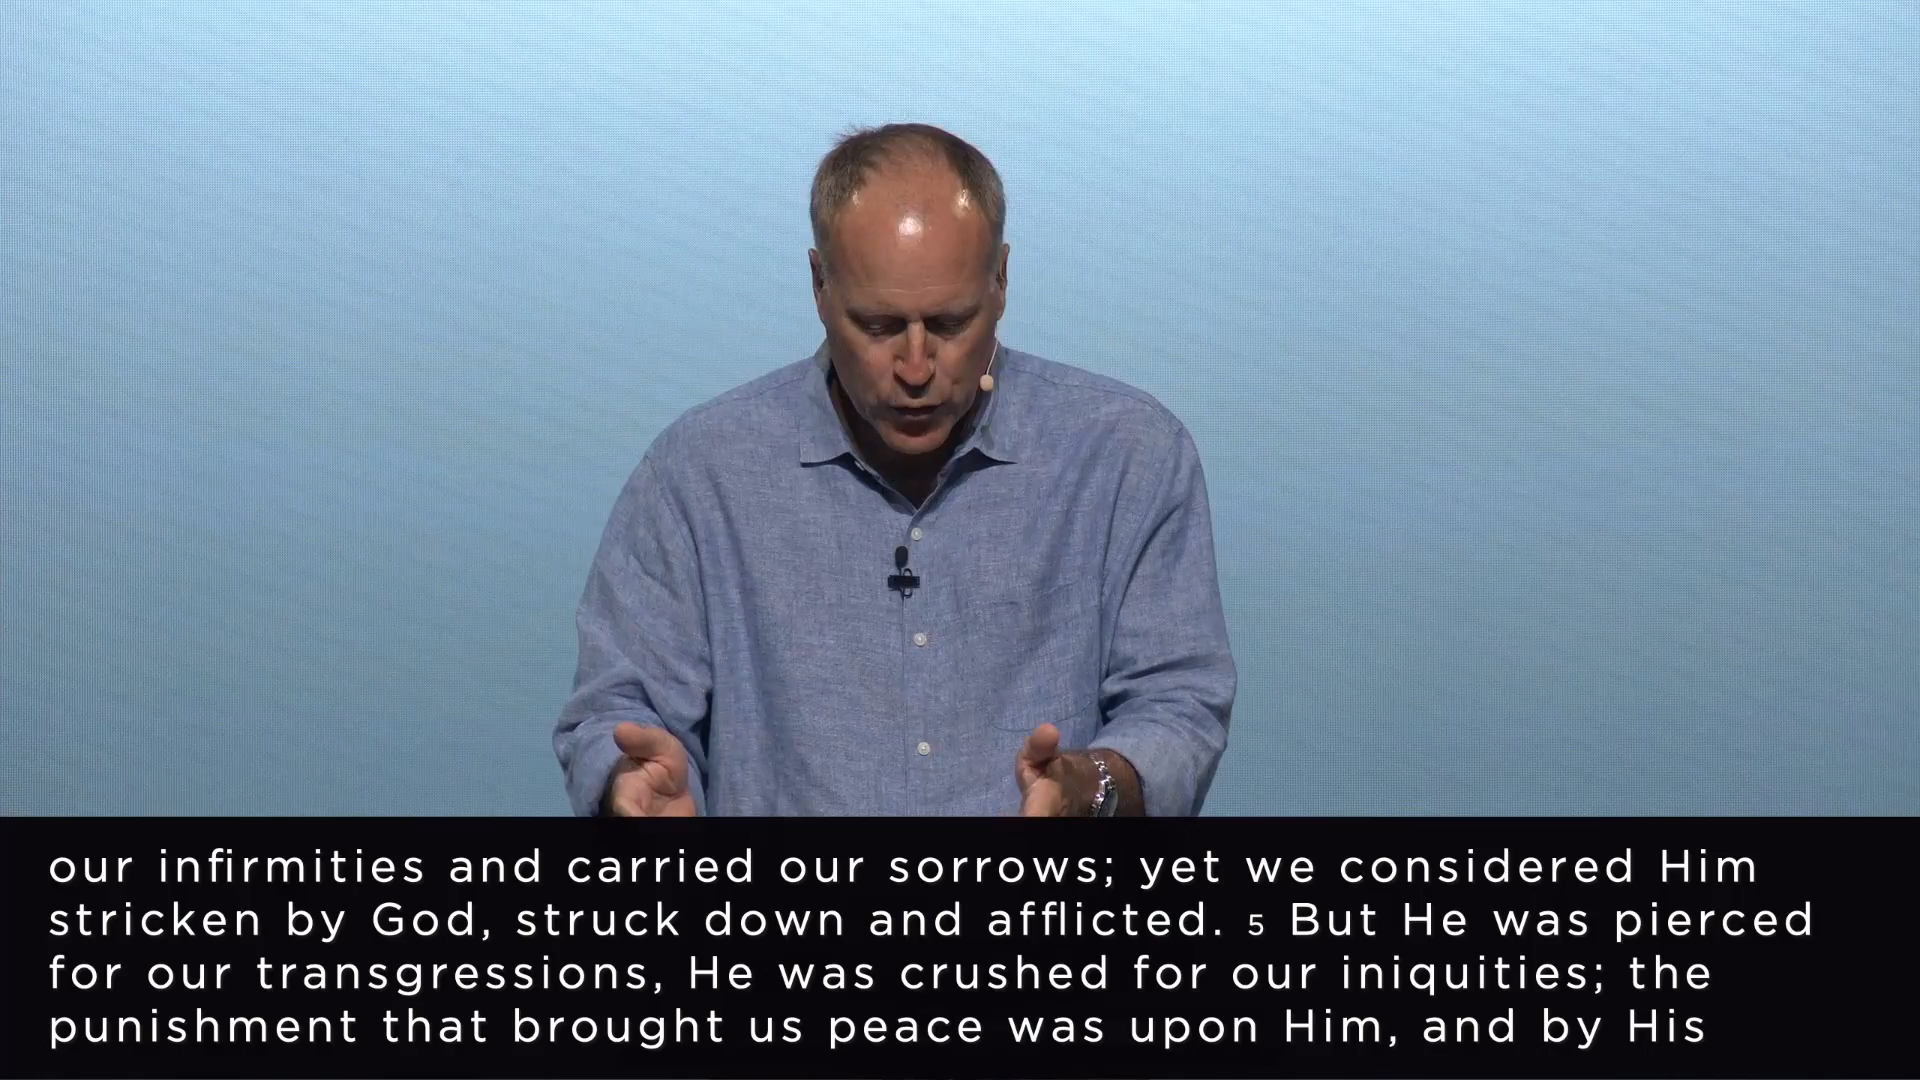 our infirmities and carried our sorrows; yet we considered Him
stricken by God, struck down and afflicted. 5 But He was pierced
for our transgressions, He was crushed for our iniquities; the
punishment that brought us peace was upon Him, and by His